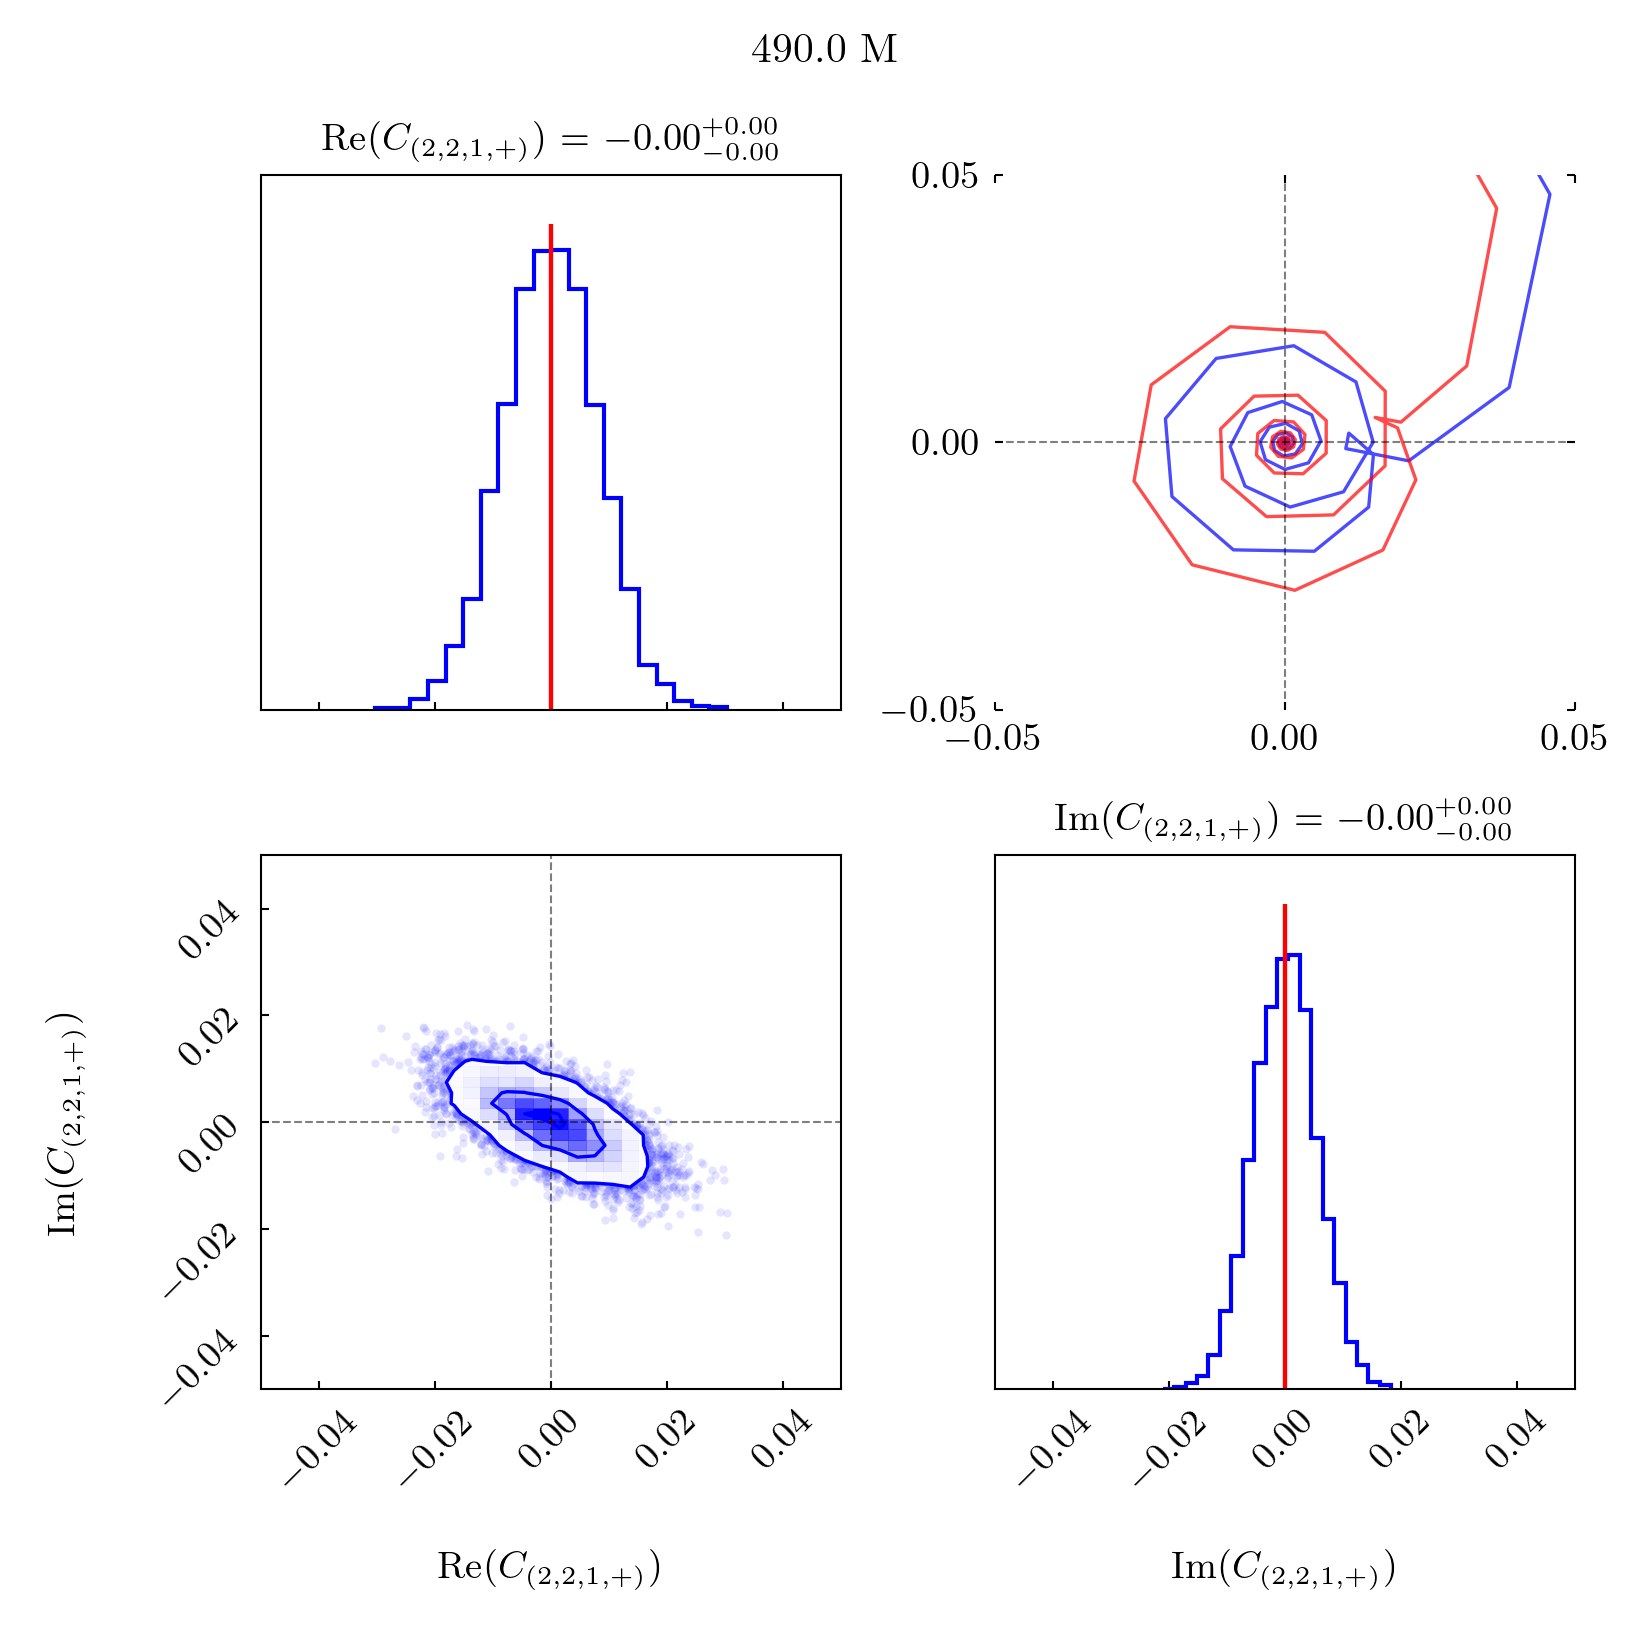 490.0 M
Re(C₍₂,₂,₁,₊₎) = −0.00⁺⁰·⁰⁰₋₀.₀₀
0.05
0.00
−0.05
−0.05 0.00 0.05
Im(C₍₂,₂,₁,₊₎) = −0.00⁺⁰·⁰⁰₋₀.₀₀
Im(C₍₂,₂,₁,₊₎)
0.04
0.02
0.00
−0.02
−0.04
−0.04 −0.02 0.00 0.02 0.04
−0.04 −0.02 0.00 0.02 0.04
Re(C₍₂,₂,₁,₊₎)
Im(C₍₂,₂,₁,₊₎)